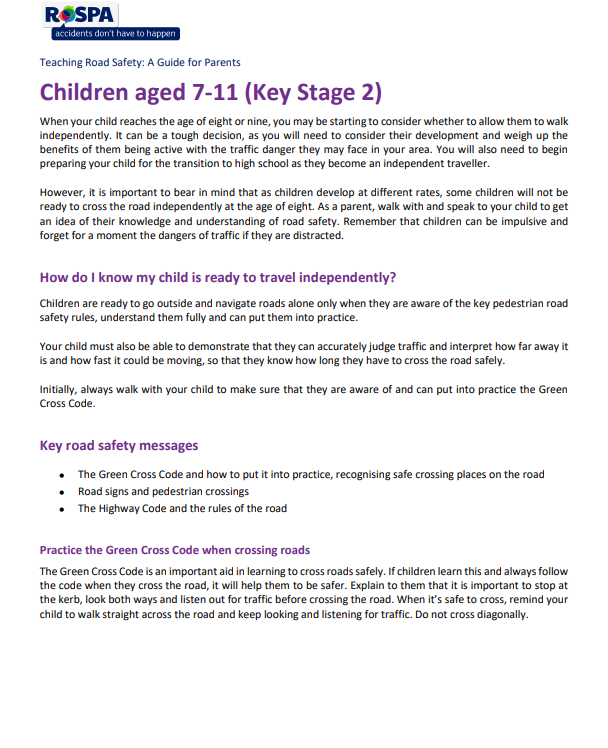 ROSPA
accidents don't have to happen
Teaching Road Safety: A Guide for Parents
Children aged 7-11 (Key Stage 2)
When your child reaches the age of eight or nine, you may be starting to consider whether to allow them to walk
independently. It can be a tough decision, as you will need to consider their development and weigh up the
benefits of them being active with the traffic danger they may face in your area. You will also need to begin
preparing your child for the transition to high school as they become an independent traveller.
However, it is important to bear in mind that as children develop at different rates, some children will not be
ready to cross the road independently at the age of eight. As a parent, walk with and speak to your child to get
an idea of their knowledge and understanding of road safety. Remember that children can be impulsive and
forget for a moment the dangers of traffic if they are distracted.
How do I know my child is ready to travel independently?
Children are ready to go outside and navigate roads alone only when they are aware of the key pedestrian road
safety rules, understand them fully and can put them into practice.
Your child must also be able to demonstrate that they can accurately judge traffic and interpret how far away it
is and how fast it could be moving, so that they know how long they have to cross the road safely.
Initially, always walk with your child to make sure that they are aware of and can put into practice the Green
Cross Code.
Key road safety messages
• The Green Cross Code and how to put it into practice, recognising safe crossing places on the road
• Road signs and pedestrian crossings
• The Highway Code and the rules of the road
Practice the Green Cross Code when crossing roads
The Green Cross Code is an important aid in learning to cross roads safely. If children learn this and always follow
the code when they cross the road, it will help them to be safer. Explain to them that it is important to stop at
the kerb, look both ways and listen out for traffic before crossing the road. When it's safe to cross, remind your
child to walk straight across the road and keep looking and listening for traffic. Do not cross diagonally.